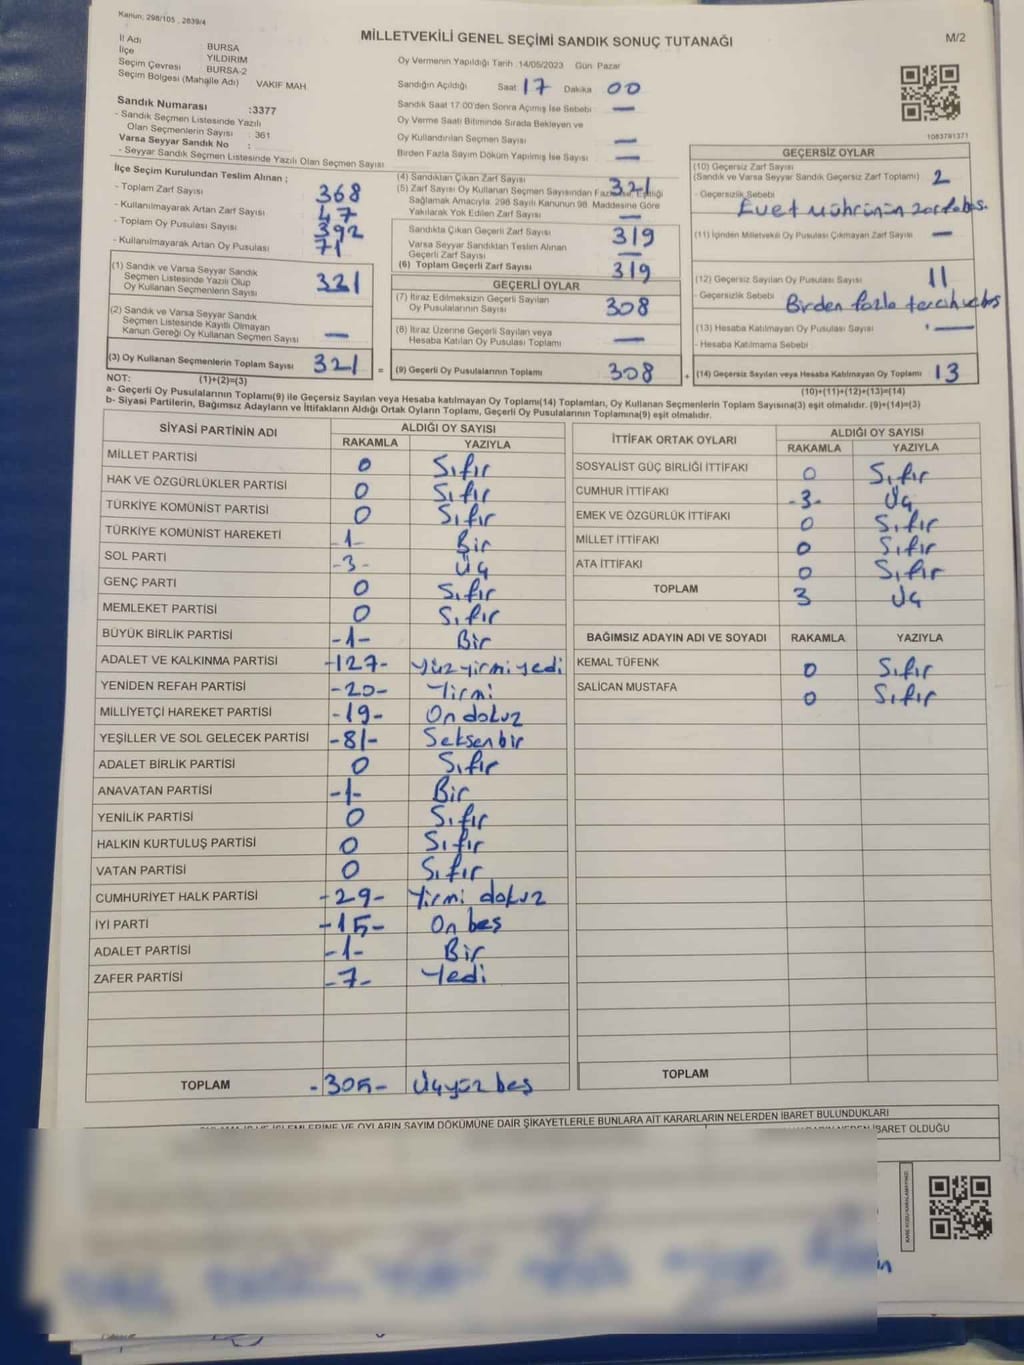 Kanun; 298/105 , 2839/4
MİLLETVEKİLİ GENEL SEÇİMİ SANDIK SONUÇ TUTANAĞI
M/2
İl Adı BURSA
İlçe YILDIRIM
Seçim Çevresi BURSA-2
Seçim Bölgesi (Mahalle Adı) VAKIF MAH.
Sandık Numarası :3377
- Sandık Seçmen Listesinde Yazılı
Olan Seçmenlerin Sayısı : 361
Varsa Seyyar Sandık No :
- Seyyar Sandık Seçmen Listesinde Yazılı Olan Seçmen Sayısı
Oy Vermenin Yapıldığı Tarih :14/05/2023 Gün: Pazar
Sandığın Açıldığı Saat 17 Dakika 00
Sandık Saat 17:00'den Sonra Açımış İse Sebebi —
Oy Verme Saati Bitiminde Sırada Bekleyen ve
Oy Kullandırılan Seçmen Sayısı —
Birden Fazla Sayım Döküm Yapılmış İse Sayısı —
1083791371
İlçe Seçim Kurulundan Teslim Alınan ;
- Toplam Zarf Sayısı 368
- Kullanılmayarak Artan Zarf Sayısı 47
- Toplam Oy Pusulası Sayısı 392
- Kullanılmayarak Artan Oy Pusulası 71
(1) Sandık ve Varsa Seyyar Sandık
Seçmen Listesinde Yazılı Olup
Oy Kullanan Seçmenlerin Sayısı 321
(2) Sandık ve Varsa Seyyar Sandık
Seçmen Listesinde Kayıtlı Olmayan
Kanun Gereği Oy Kullanan Seçmen Sayısı —
(3) Oy Kullanan Seçmenlerin Toplam Sayısı 321 =
(4) Sandıktan Çıkan Zarf Sayısı 321
(5) Zarf Sayısı Oy Kullanan Seçmen Sayısından Fazla ise, Eşitliği
Sağlamak Amacıyla 298 Sayılı Kanunun 98. Maddesine Göre
Yakılarak Yok Edilen Zarf Sayısı —
Sandıkta Çıkan Geçerli Zarf Sayısı 319
Varsa Seyyar Sandıktan Teslim Alınan
Geçerli Zarf Sayısı —
(6) Toplam Geçerli Zarf Sayısı 319
GEÇERLİ OYLAR
(7) İtiraz Edilmeksizin Geçerli Sayılan
Oy Pusulalarının Sayısı 308
(8) İtiraz Üzerine Geçerli Sayılan veya
Hesaba Katılan Oy Pusulası Toplamı —
(9) Geçerli Oy Pusulalarının Toplamı 308 +
GEÇERSİZ OYLAR
(10) Geçersiz Zarf Sayısı
(Sandık ve Varsa Seyyar Sandık Geçersiz Zarf Toplamı) 2
- Geçersizlik Sebebi
Evet mührünün zarfa bas.
(11) İçinden Milletvekili Oy Pusulası Çıkmayan Zarf Sayısı —
(12) Geçersiz Sayılan Oy Pusulası Sayısı 11
- Geçersizlik Sebebi Birden fazla tercih ve bas
(13) Hesaba Katılmayan Oy Pusulası Sayısı —
- Hesaba Katılmama Sebebi
(14) Geçersiz Sayılan veya Hesaba Katılmayan Oy Toplamı 13
NOT: (1)+(2)=(3)
(10)+(11)+(12)+(13)=(14)
a- Geçerli Oy Pusulalarının Toplamı(9) ile Geçersiz Sayılan veya Hesaba katılmayan Oy Toplamı(14) Toplamları, Oy Kullanan Seçmenlerin Toplam Sayısına(3) eşit olmalıdır. (9)+(14)=(3)
b- Siyasi Partilerin, Bağımsız Adayların ve İttifakların Aldığı Ortak Oyların Toplamı, Geçerli Oy Pusulalarının Toplamına(9) eşit olmalıdır.
SİYASİ PARTİNİN ADI ALDIĞI OY SAYISI
RAKAMLA YAZIYLA
MİLLET PARTİSİ 0 Sıfır
HAK VE ÖZGÜRLÜKLER PARTİSİ 0 Sıfır
TÜRKİYE KOMÜNİST PARTİSİ 0 Sıfır
TÜRKİYE KOMÜNİST HAREKETİ -1- Bir
SOL PARTİ -3- Üç
GENÇ PARTİ 0 Sıfır
MEMLEKET PARTİSİ 0 Sıfır
BÜYÜK BİRLİK PARTİSİ -1- Bir
ADALET VE KALKINMA PARTİSİ -127- Yüz yirmi yedi
YENİDEN REFAH PARTİSİ -20- Yirmi
MİLLİYETÇİ HAREKET PARTİSİ -19- On dokuz
YEŞİLLER VE SOL GELECEK PARTİSİ -81- Seksen bir
ADALET BİRLİK PARTİSİ 0 Sıfır
ANAVATAN PARTİSİ -1- Bir
YENİLİK PARTİSİ 0 Sıfır
HALKIN KURTULUŞ PARTİSİ 0 Sıfır
VATAN PARTİSİ 0 Sıfır
CUMHURİYET HALK PARTİSİ -29- Yirmi dokuz
İYİ PARTİ -15- On beş
ADALET PARTİSİ -1- Bir
ZAFER PARTİSİ -7- Yedi
TOPLAM -305- Üçyüz beş
İTTİFAK ORTAK OYLARI ALDIĞI OY SAYISI
RAKAMLA YAZIYLA
SOSYALİST GÜÇ BİRLİĞİ İTTİFAKI 0 Sıfır
CUMHUR İTTİFAKI -3- Üç
EMEK VE ÖZGÜRLÜK İTTİFAKI 0 Sıfır
MİLLET İTTİFAKI 0 Sıfır
ATA İTTİFAKI 0 Sıfır
TOPLAM 3 Üç
BAĞIMSIZ ADAYIN ADI VE SOYADI RAKAMLA YAZIYLA
KEMAL TÜFENK 0 Sıfır
SALİCAN MUSTAFA 0 Sıfır
TOPLAM
İŞLEMLERİNE VE OYLARIN SAYIM DÖKÜMÜNE DAİR ŞİKAYETLERLE BUNLARA AİT KARARLARIN NELERDEN İBARET BULUNDUKLARI
İBARET OLDUĞU